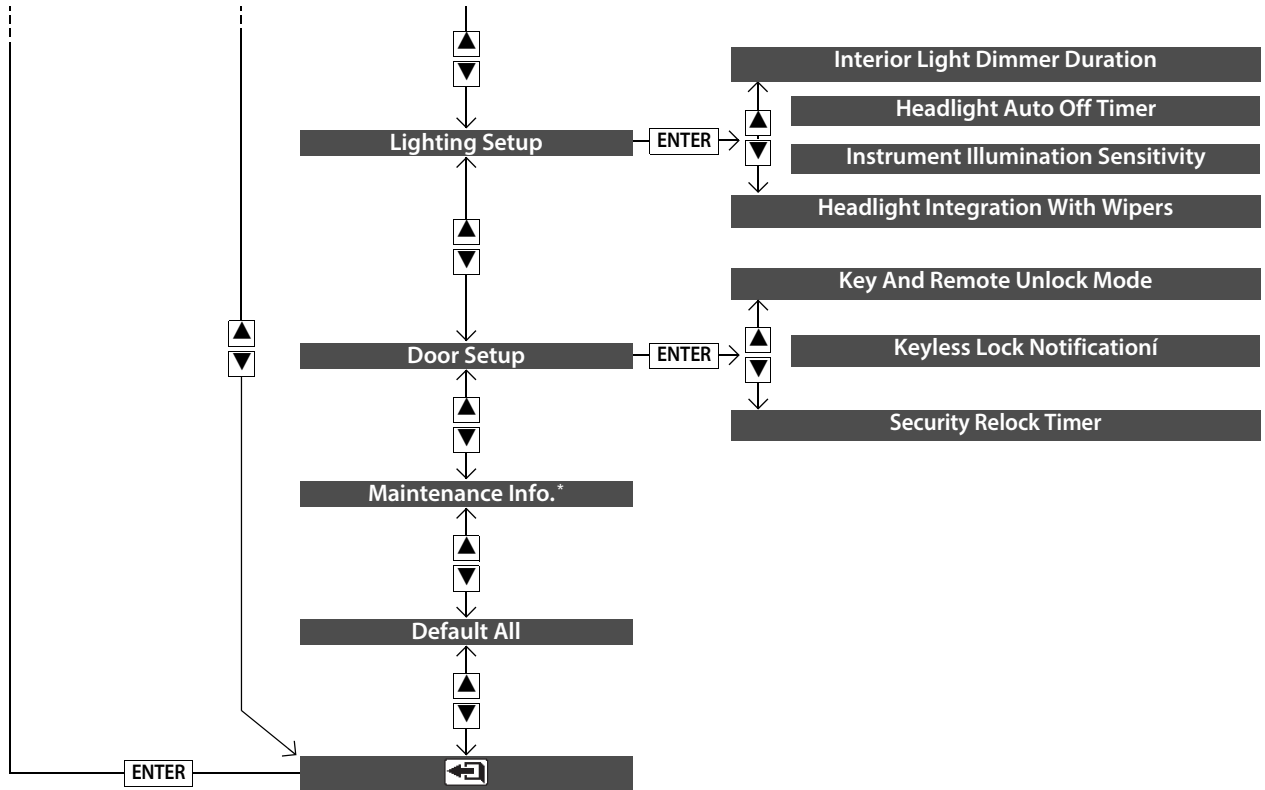 Interior Light Dimmer Duration
Headlight Auto Off Timer
Lighting Setup
ENTER
Instrument Illumination Sensitivity
Headlight Integration With Wipers
Key And Remote Unlock Mode
Door Setup
ENTER
Keyless Lock Notificationí
Security Relock Timer
Maintenance Info.*
Default All
ENTER